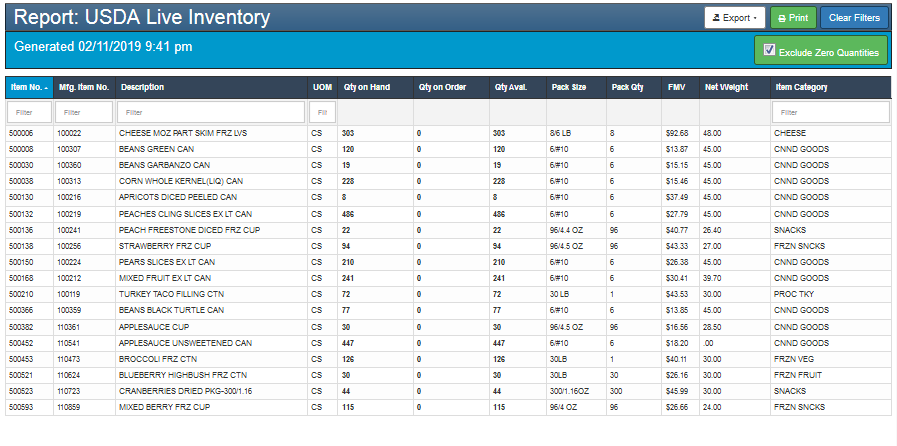 Report: USDA Live Inventory
Export Print Clear Filters
Generated 02/11/2019 9:41 pm
Exclude Zero Quantities
Item No. Mfg. Item No. Description UOM Qty on Hand Qty on Order Qty Aval. Pack Size Pack Qty FMV Net Weight Item Category
Filter Filter Filter Fil Filter
500006 100022 CHEESE MOZ PART SKIM FRZ LVS CS 303 0 303 8/6 LB 8 $92.68 48.00 CHEESE
500008 100307 BEANS GREEN CAN CS 120 0 120 6/#10 6 $13.87 45.00 CNND GOODS
500030 100360 BEANS GARBANZO CAN CS 19 0 19 6/#10 6 $15.15 45.00 CNND GOODS
500038 100313 CORN WHOLE KERNEL(LIQ) CAN CS 228 0 228 6/#10 6 $15.46 45.00 CNND GOODS
500130 100216 APRICOTS DICED PEELED CAN CS 8 0 8 6/#10 6 $37.49 45.00 CNND GOODS
500132 100219 PEACHES CLING SLICES EX LT CAN CS 486 0 486 6/#10 6 $27.79 45.00 CNND GOODS
500136 100241 PEACH FREESTONE DICED FRZ CUP CS 22 0 22 96/4.4 OZ 96 $40.77 26.40 SNACKS
500138 100256 STRAWBERRY FRZ CUP CS 94 0 94 96/4.5 OZ 96 $43.33 27.00 FRZN SNCKS
500150 100224 PEARS SLICES EX LT CAN CS 210 0 210 6/#10 6 $26.38 45.00 CNND GOODS
500168 100212 MIXED FRUIT EX LT CAN CS 241 0 241 6/#10 6 $30.41 39.70 CNND GOODS
500210 100119 TURKEY TACO FILLING CTN CS 72 0 72 30 LB 1 $43.53 30.00 PROC TKY
500366 100359 BEANS BLACK TURTLE CAN CS 77 0 77 6/#10 6 $13.85 45.00 CNND GOODS
500382 110361 APPLESAUCE CUP CS 30 0 30 96/4.5 OZ 96 $16.56 28.50 CNND GOODS
500452 110541 APPLESAUCE UNSWEETENED CAN CS 447 0 447 6/#10 6 $18.20 .00 CNND GOODS
500453 110473 BROCCOLI FRZ CTN CS 126 0 126 30LB 1 $40.11 30.00 FRZN VEG
500521 110624 BLUEBERRY HIGHBUSH FRZ CTN CS 30 0 30 30LB 30 $26.16 30.00 FRZN FRUIT
500523 110723 CRANBERRIES DRIED PKG-300/1.16 CS 44 0 44 300/1.16OZ 300 $45.99 30.00 SNACKS
500593 110859 MIXED BERRY FRZ CUP CS 115 0 115 96/4 OZ 96 $26.66 24.00 FRZN SNCKS